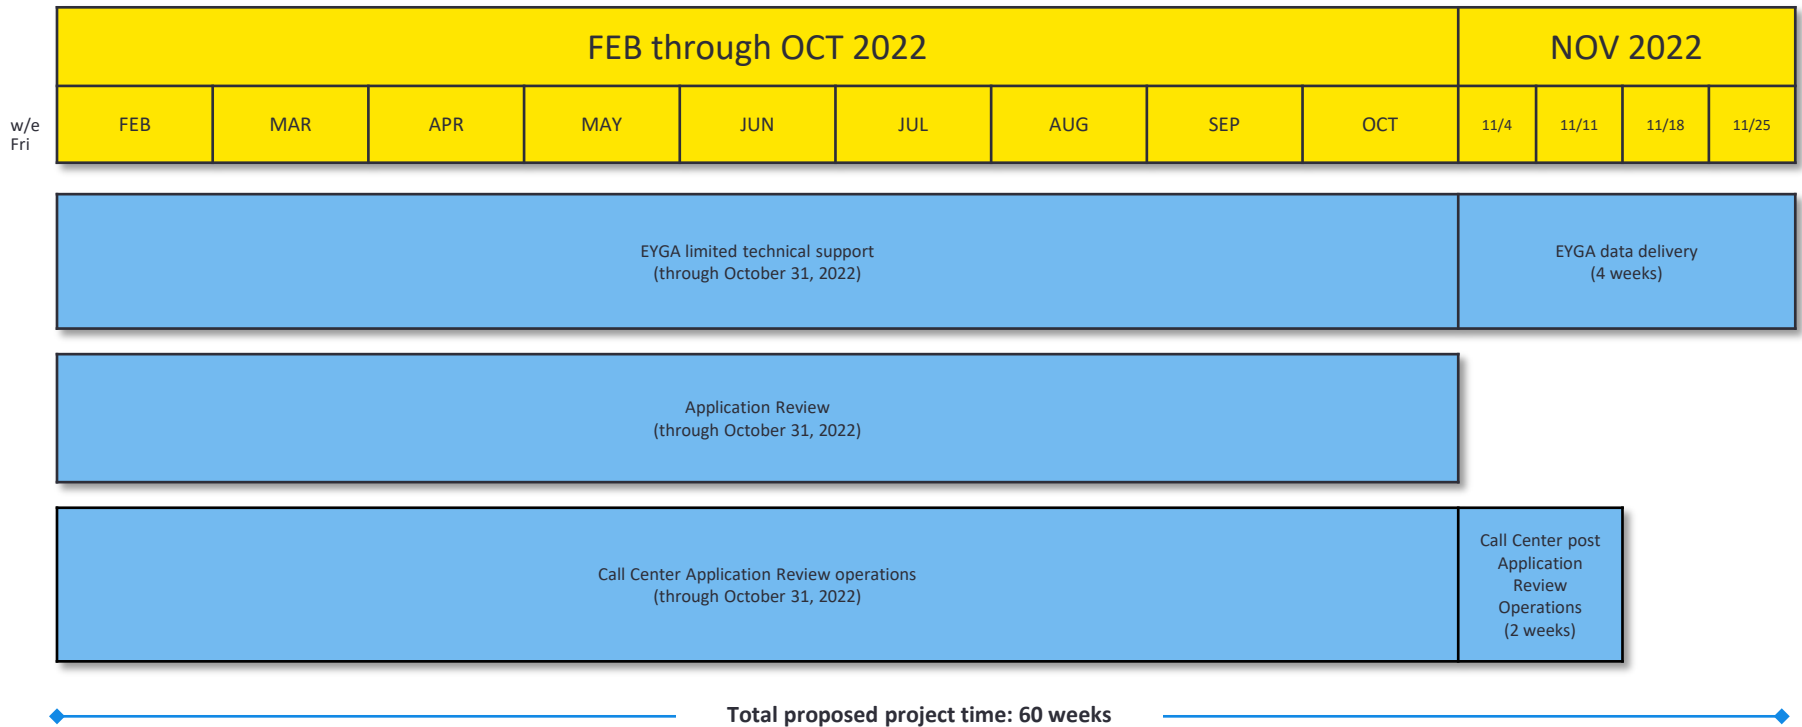 FEB through OCT 2022
NOV 2022
w/e
Fri
FEB
MAR
APR
MAY
JUN
JUL
AUG
SEP
OCT
11/4
11/11
11/18
11/25
EYGA limited technical support
(through October 31, 2022)
EYGA data delivery
(4 weeks)
Application Review
(through October 31, 2022)
Call Center Application Review operations
(through October 31, 2022)
Call Center post
Application
Review
Operations
(2 weeks)
Total proposed project time: 60 weeks